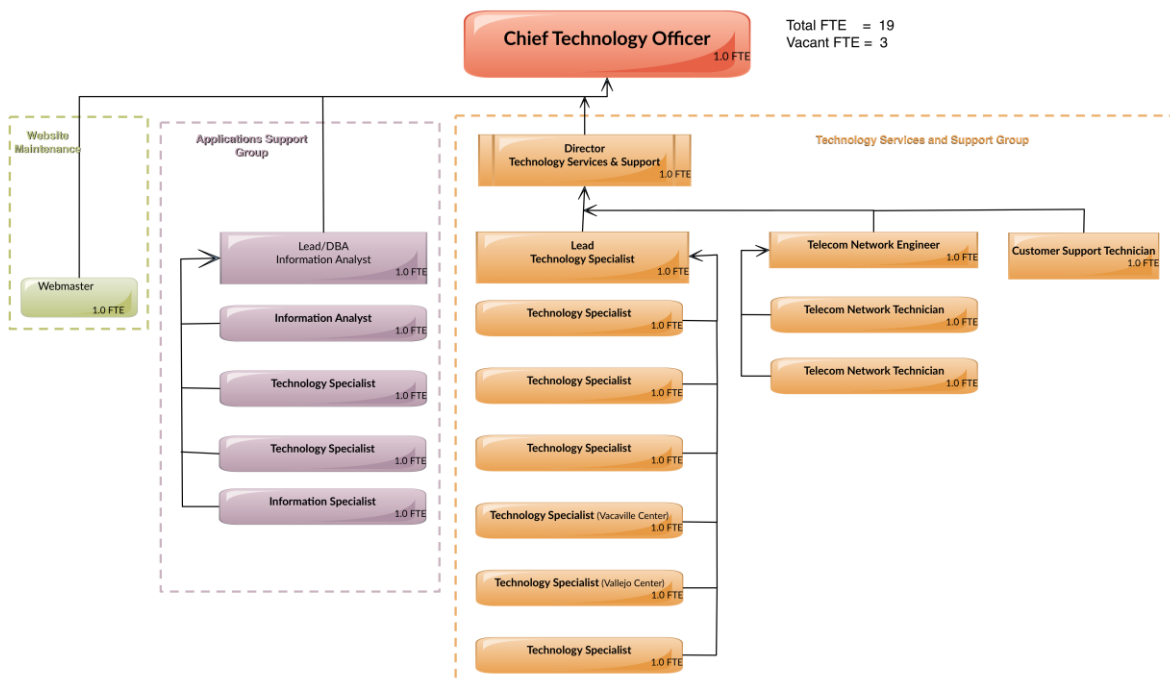 Chief Technology Officer
1.0 FTE
Total FTE = 19
Vacant FTE = 3
Website
Maintenance
Webmaster
1.0 FTE
Applications Support
Group
Lead/DBA
Information Analyst
1.0 FTE
Information Analyst
1.0 FTE
Technology Specialist
1.0 FTE
Technology Specialist
1.0 FTE
Information Specialist
1.0 FTE
Technology Services and Support Group
Director
Technology Services & Support
1.0 FTE
Lead
Technology Specialist
1.0 FTE
Technology Specialist
1.0 FTE
Technology Specialist
1.0 FTE
Technology Specialist
1.0 FTE
Technology Specialist (Vacaville Center)
1.0 FTE
Technology Specialist (Vallejo Center)
1.0 FTE
Technology Specialist
1.0 FTE
Telecom Network Engineer
1.0 FTE
Telecom Network Technician
1.0 FTE
Telecom Network Technician
1.0 FTE
Customer Support Technician
1.0 FTE